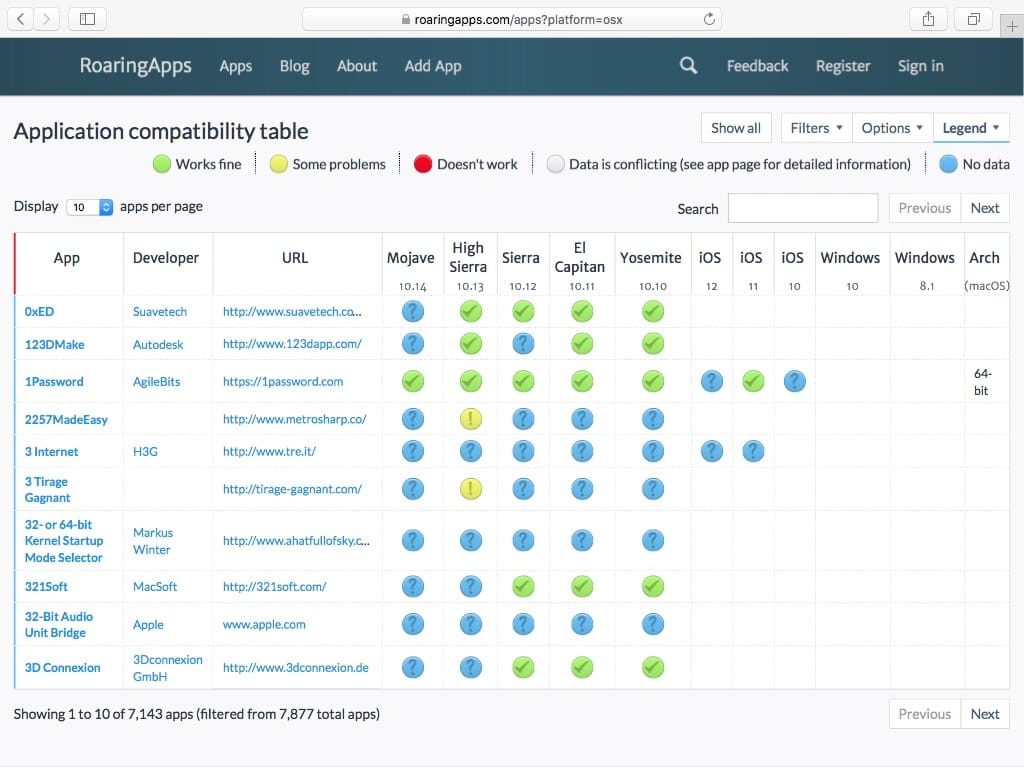 roaringapps.com/apps?platform=osx
RoaringApps Apps Blog About Add App Feedback Register Sign in
Application compatibility table Show all Filters Options Legend
Works fine Some problems Doesn't work Data is conflicting (see app page for detailed information) No data
Display 10 apps per page Search Previous Next
App Developer URL Mojave 10.14 High Sierra 10.13 Sierra 10.12 El Capitan 10.11 Yosemite 10.10 iOS 12 iOS 11 iOS 10 Windows 10 Windows 8.1 Arch (macOS)
0xED Suavetech http://www.suavetech.co... ? ? 
123DMake Autodesk http://www.123dapp.com/ ? ?
1Password AgileBits https://1password.com ? ? 64-bit
2257MadeEasy http://www.metrosharp.co/ ? ! ? ? ?
3 Internet H3G http://www.tre.it/ ? ? ? ? ? ? ?
3 Tirage Gagnant http://tirage-gagnant.com/ ? ! ? ? ?
32- or 64-bit Kernel Startup Mode Selector Markus Winter http://www.ahatfullofsky.c... ? ? ? ? ?
321Soft MacSoft http://321soft.com/ ? ?
32-Bit Audio Unit Bridge Apple www.apple.com ? ? ? ? ?
3D Connexion 3Dconnexion GmbH http://www.3dconnexion.de ? ?
Showing 1 to 10 of 7,143 apps (filtered from 7,877 total apps) Previous Next